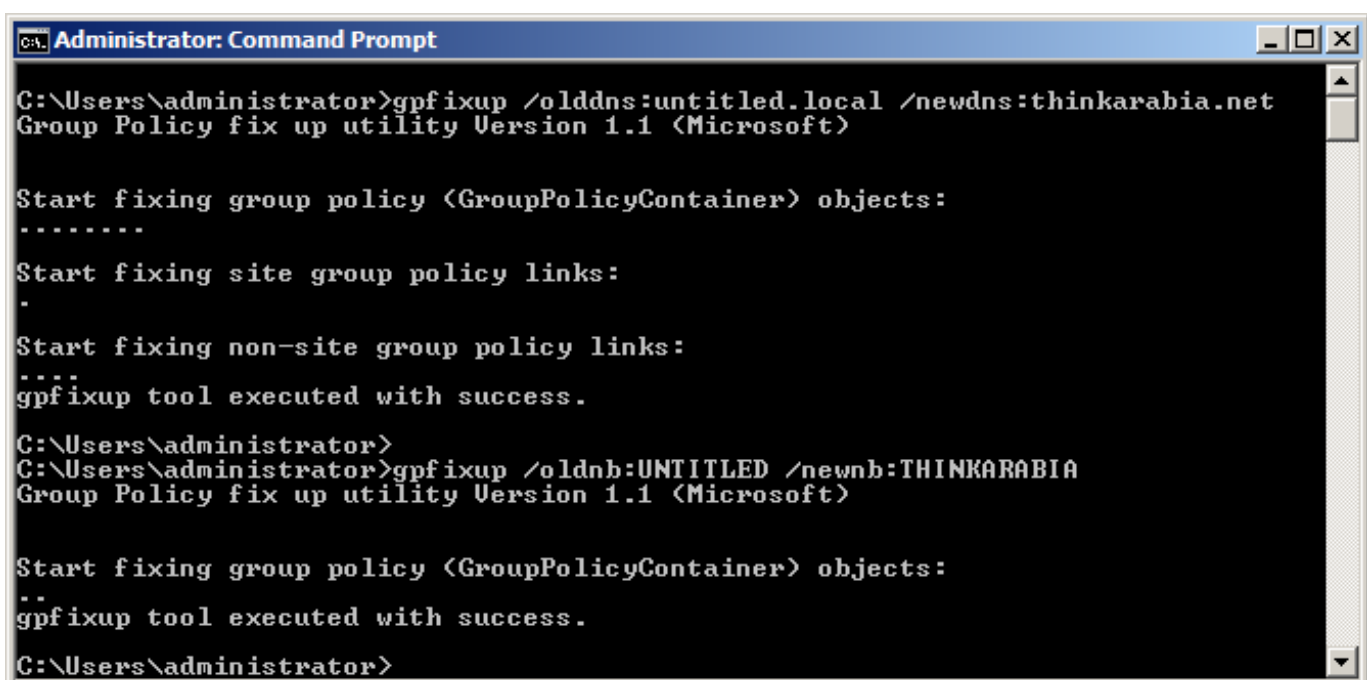 Administrator: Command Prompt
C:\Users\administrator>gpfixup /olddns:untitled.local /newdns:thinkarabia.net
Group Policy fix up utility Version 1.1 (Microsoft)
Start fixing group policy (GroupPolicyContainer) objects:
........
Start fixing site group policy links:
.
Start fixing non-site group policy links:
....
gpfixup tool executed with success.
C:\Users\administrator>
C:\Users\administrator>gpfixup /oldnb:UNTITLED /newnb:THINKARABIA
Group Policy fix up utility Version 1.1 (Microsoft)
Start fixing group policy (GroupPolicyContainer) objects:
..
gpfixup tool executed with success.
C:\Users\administrator>